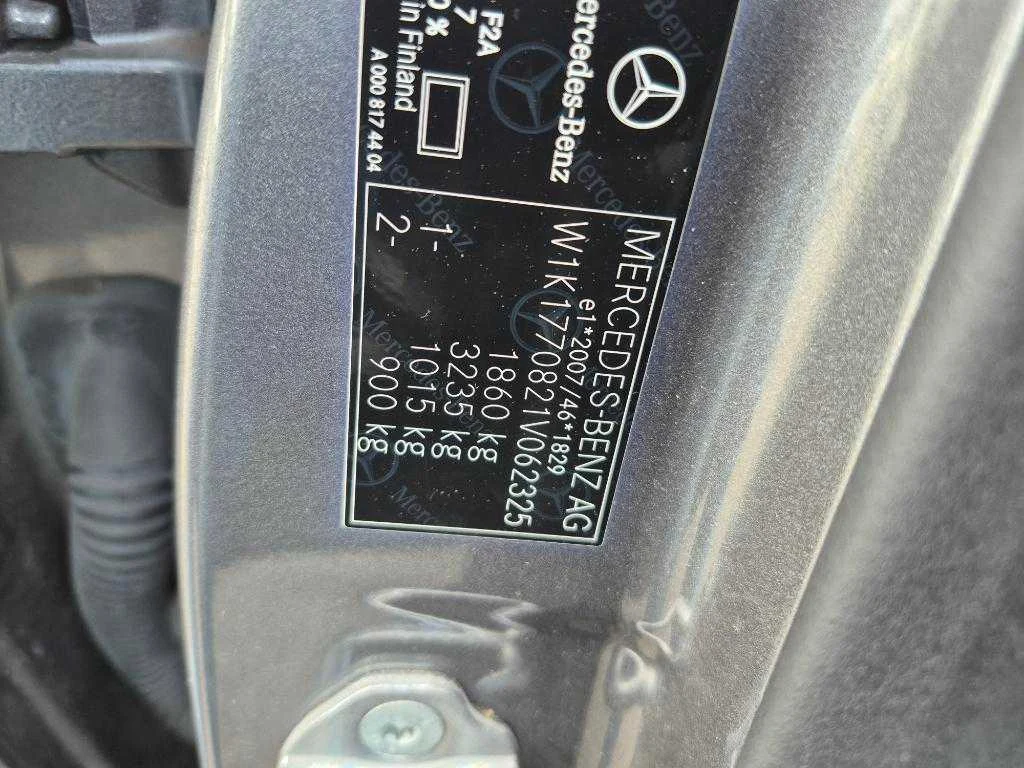 Mercedes-Benz
F2A
7
in Finland
A 000 817 44 04
MERCEDES-BENZ AG
W1K1770821V062325
e1*2007/46*1829
1860 kg
3235 kg
1- 1015 kg
2- 900 kg